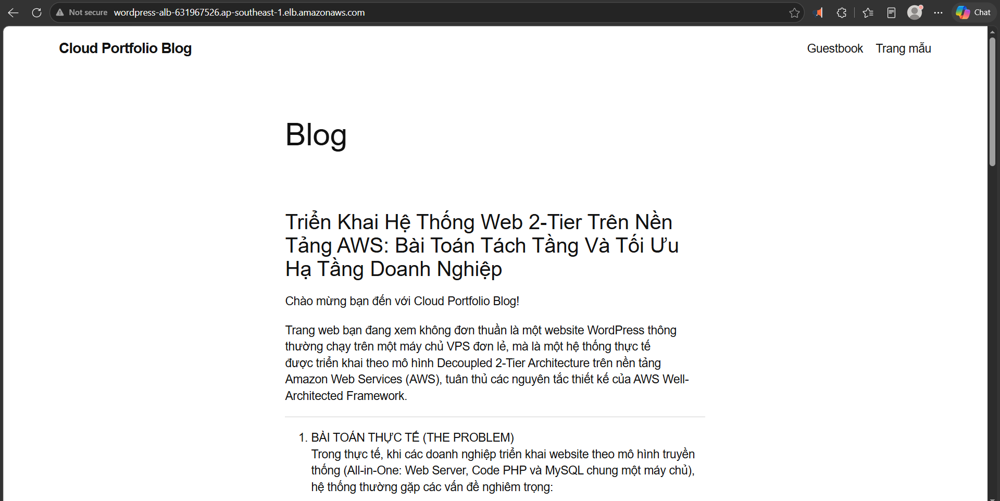 Not secure wordpress-alb-631967526.ap-southeast-1.elb.amazonaws.com
Chat
Cloud Portfolio Blog
Guestbook Trang mẫu
Blog
Triển Khai Hệ Thống Web 2-Tier Trên Nền
Tảng AWS: Bài Toán Tách Tầng Và Tối Ưu
Hạ Tầng Doanh Nghiệp
Chào mừng bạn đến với Cloud Portfolio Blog!
Trang web bạn đang xem không đơn thuần là một website WordPress thông
thường chạy trên một máy chủ VPS đơn lẻ, mà là một hệ thống thực tế
được triển khai theo mô hình Decoupled 2-Tier Architecture trên nền tảng
Amazon Web Services (AWS), tuân thủ các nguyên tắc thiết kế của AWS Well-
Architected Framework.
1. BÀI TOÁN THỰC TẾ (THE PROBLEM)
Trong thực tế, khi các doanh nghiệp triển khai website theo mô hình truyền
thống (All-in-One: Web Server, Code PHP và MySQL chung một máy chủ),
hệ thống thường gặp các vấn đề nghiêm trọng: